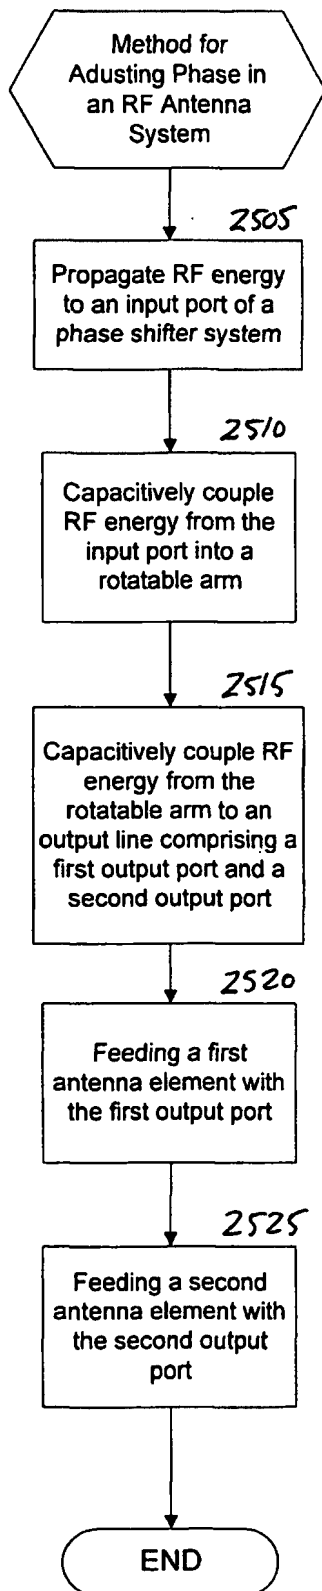 Method for
Adusting Phase in
an RF Antenna
System
2505
Propagate RF energy
to an input port of a
phase shifter system
2510
Capacitively couple
RF energy from the
input port into a
rotatable arm
2515
Capacitively couple RF
energy from the
rotatable arm to an
output line comprising a
first output port and a
second output port
2520
Feeding a first
antenna element with
the first output port
2525
Feeding a second
antenna element with
the second output
port
END